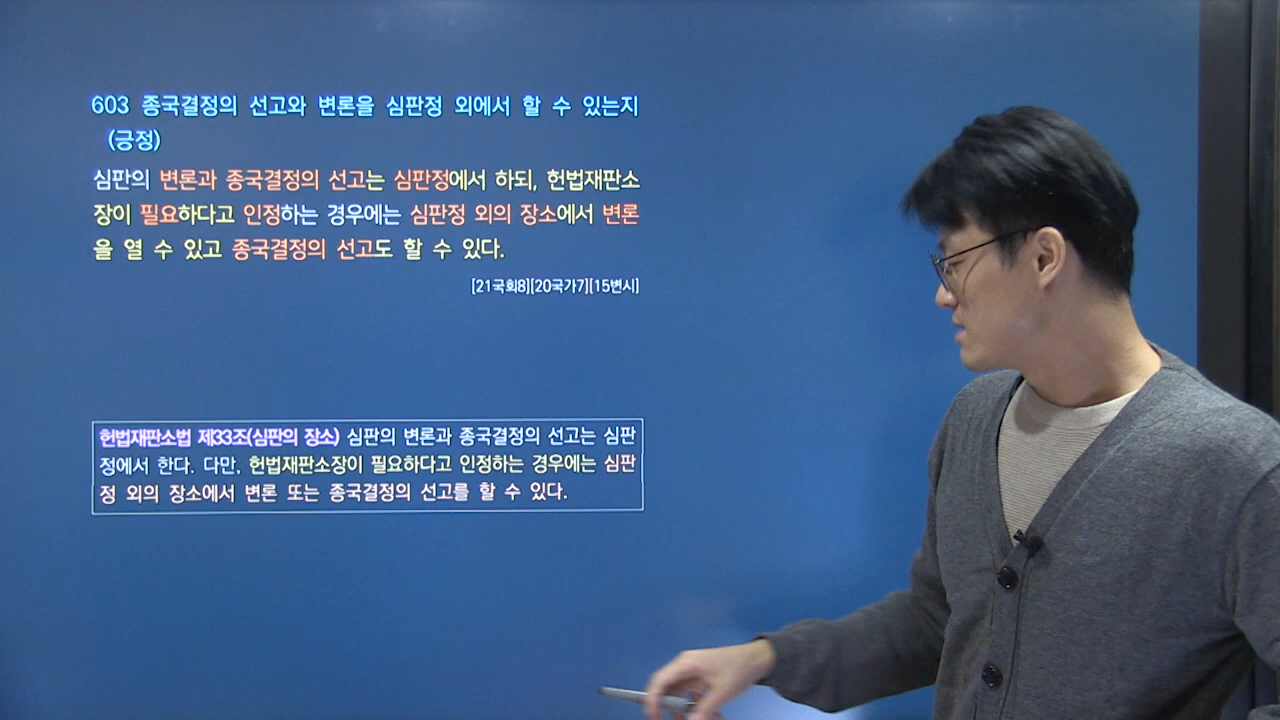 603 종국결정의 선고와 변론을 심판정 외에서 할 수 있는지
(긍정)
심판의 변론과 종국결정의 선고는 심판정에서 하되, 헌법재판소
장이 필요하다고 인정하는 경우에는 심판정 외의 장소에서 변론
을 열 수 있고 종국결정의 선고도 할 수 있다.
[21국회8][20국가7][15변시]
헌법재판소법 제33조(심판의 장소) 심판의 변론과 종국결정의 선고는 심판
정에서 한다. 다만, 헌법재판소장이 필요하다고 인정하는 경우에는 심판
정 외의 장소에서 변론 또는 종국결정의 선고를 할 수 있다.